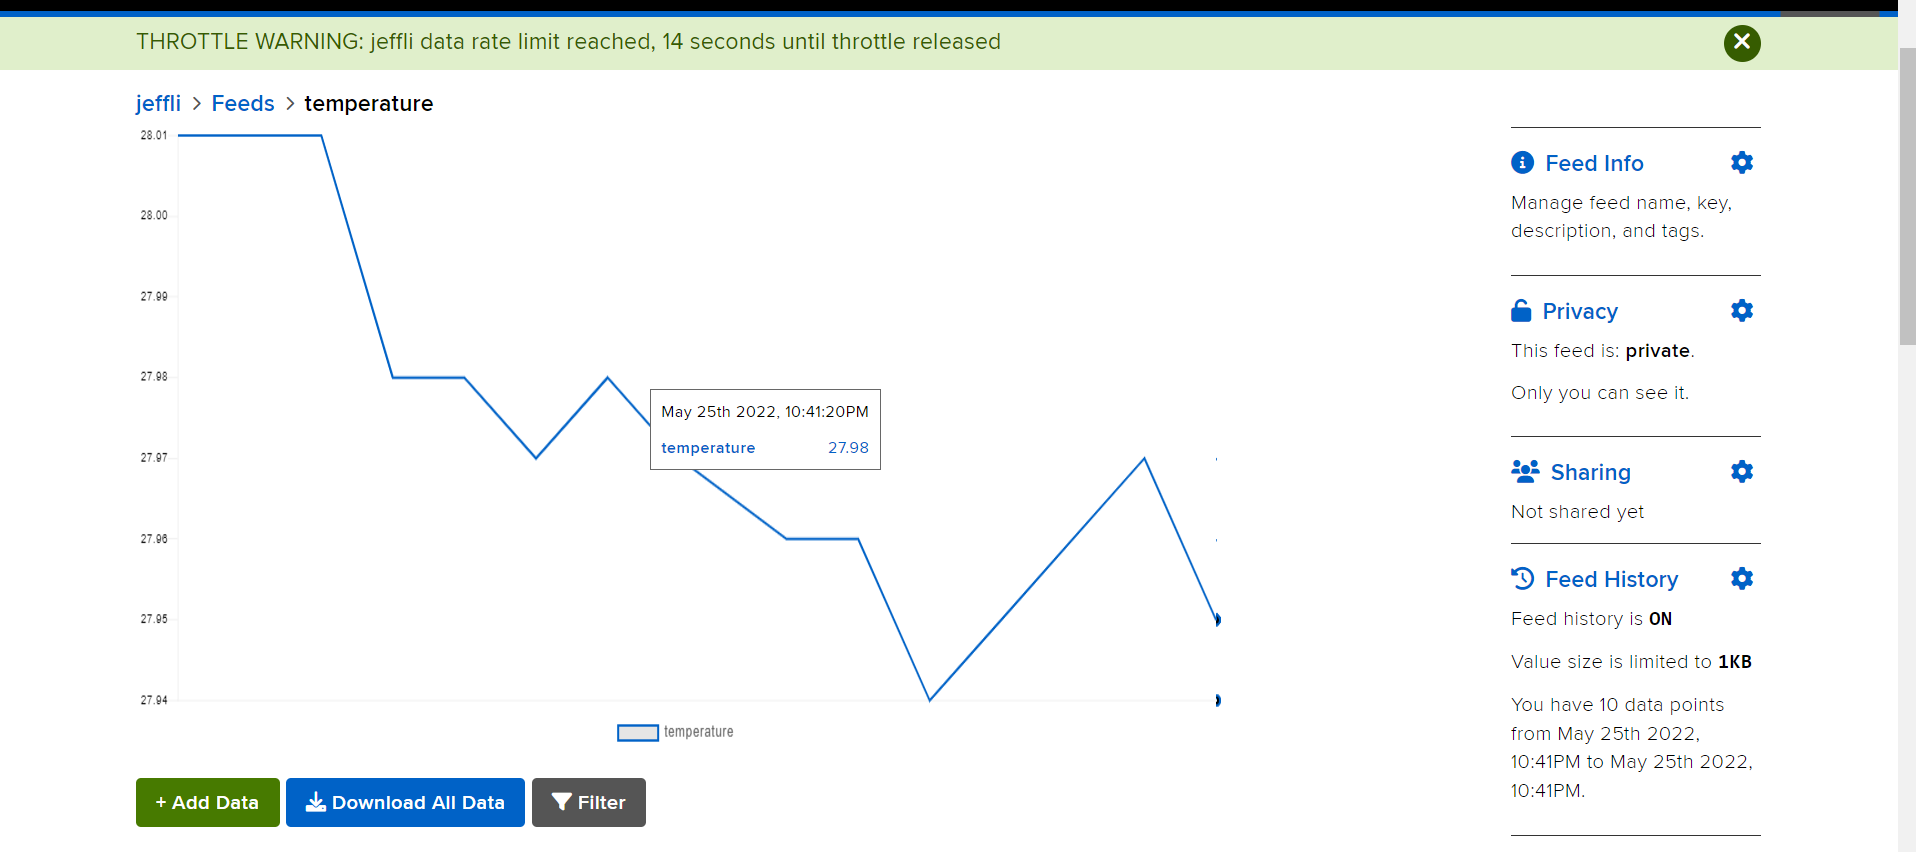 THROTTLE WARNING: jeffli data rate limit reached, 14 seconds until throttle released
jeffli > Feeds > temperature
28.01
28.00
27.99
27.98
27.97
27.96
27.95
27.94
May 25th 2022, 10:41:20PM
temperature 27.98
temperature
+ Add Data
Download All Data
Filter
Feed Info
Manage feed name, key,
description, and tags.
Privacy
This feed is: private.
Only you can see it.
Sharing
Not shared yet
Feed History
Feed history is ON
Value size is limited to 1KB
You have 10 data points
from May 25th 2022,
10:41PM to May 25th 2022,
10:41PM.